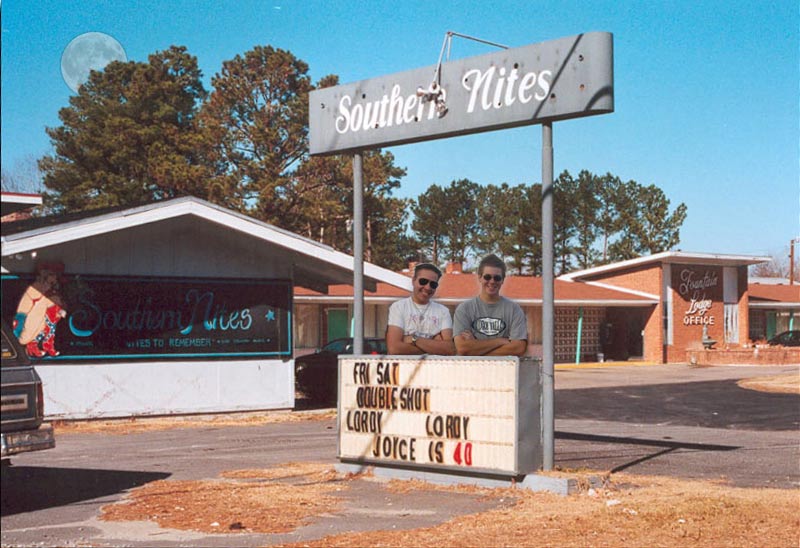 Southern Nites
Southern Nites
NITES TO REMEMBER
Fountain
Lodge
OFFICE
FRI SAT
DOUBLE SHOT
LORDY LORDY
JOYCE IS 40